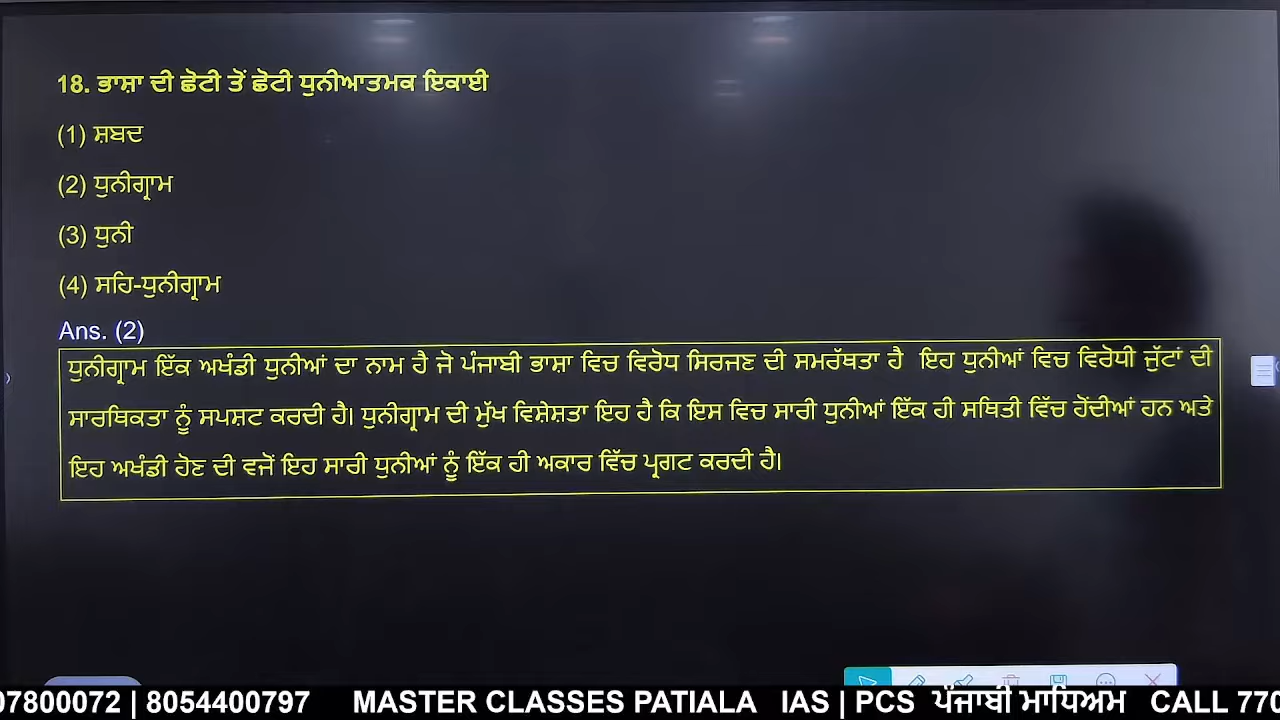 18. ਭਾਸ਼ਾ ਦੀ ਛੋਟੀ ਤੋਂ ਛੋਟੀ ਧੁਨੀਆਤਮਕ ਇਕਾਈ
(1) ਸ਼ਬਦ
(2) ਧੁਨੀਗ੍ਰਾਮ
(3) ਧੁਨੀ
(4) ਸਹਿ-ਧੁਨੀਗ੍ਰਾਮ
Ans. (2)
ਧੁਨੀਗ੍ਰਾਮ ਇੱਕ ਅਖੰਡੀ ਧੁਨੀਆਂ ਦਾ ਨਾਮ ਹੈ ਜੋ ਪੰਜਾਬੀ ਭਾਸ਼ਾ ਵਿਚ ਵਿਰੋਧ ਸਿਰਜਣ ਦੀ ਸਮਰੱਥਤਾ ਹੈ ਇਹ ਧੁਨੀਆਂ ਵਿਚ ਵਿਰੋਧੀ ਜੁੱਟਾਂ ਦੀ
ਸਾਰਥਿਕਤਾ ਨੂੰ ਸਪਸ਼ਟ ਕਰਦੀ ਹੈ। ਧੁਨੀਗ੍ਰਾਮ ਦੀ ਮੁੱਖ ਵਿਸ਼ੇਸ਼ਤਾ ਇਹ ਹੈ ਕਿ ਇਸ ਵਿਚ ਸਾਰੀ ਧੁਨੀਆਂ ਇੱਕ ਹੀ ਸਥਿਤੀ ਵਿੱਚ ਹੋਂਦੀਆਂ ਹਨ ਅਤੇ
ਇਹ ਅਖੰਡੀ ਹੋਣ ਦੀ ਵਜੋਂ ਇਹ ਸਾਰੀ ਧੁਨੀਆਂ ਨੂੰ ਇੱਕ ਹੀ ਅਕਾਰ ਵਿੱਚ ਪ੍ਰਗਟ ਕਰਦੀ ਹੈ।
07800072 | 8054400797 MASTER CLASSES PATIALA IAS | PCS ਪੰਜਾਬੀ ਮਾਧਿਅਮ CALL 770